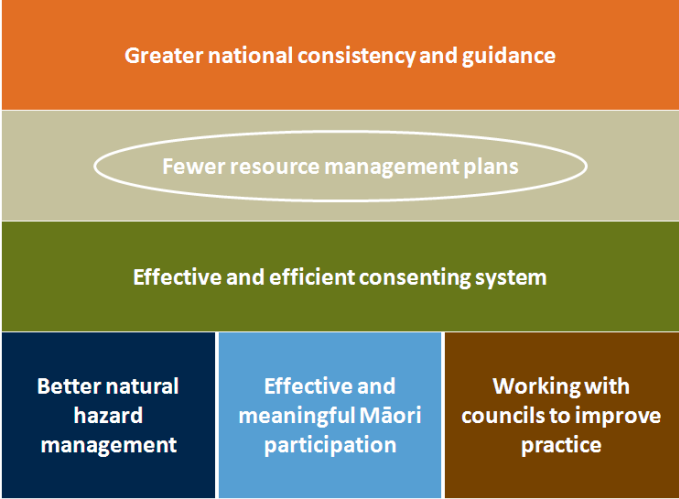 Greater national consistency and guidance
Fewer resource management plans
Effective and efficient consenting system
Better natural
hazard
management
Effective and
meaningful Māori
participation
Working with
councils to improve
practice